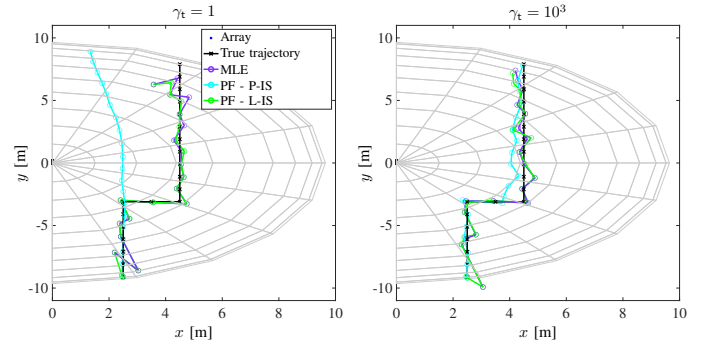 γt = 1
10
5
0
-5
-10
y [m]
0
2
4
6
8
10
x [m]
Array
True trajectory
MLE
PF - P-IS
PF - L-IS
γt = 10³
10
5
0
-5
-10
y [m]
0
2
4
6
8
10
x [m]